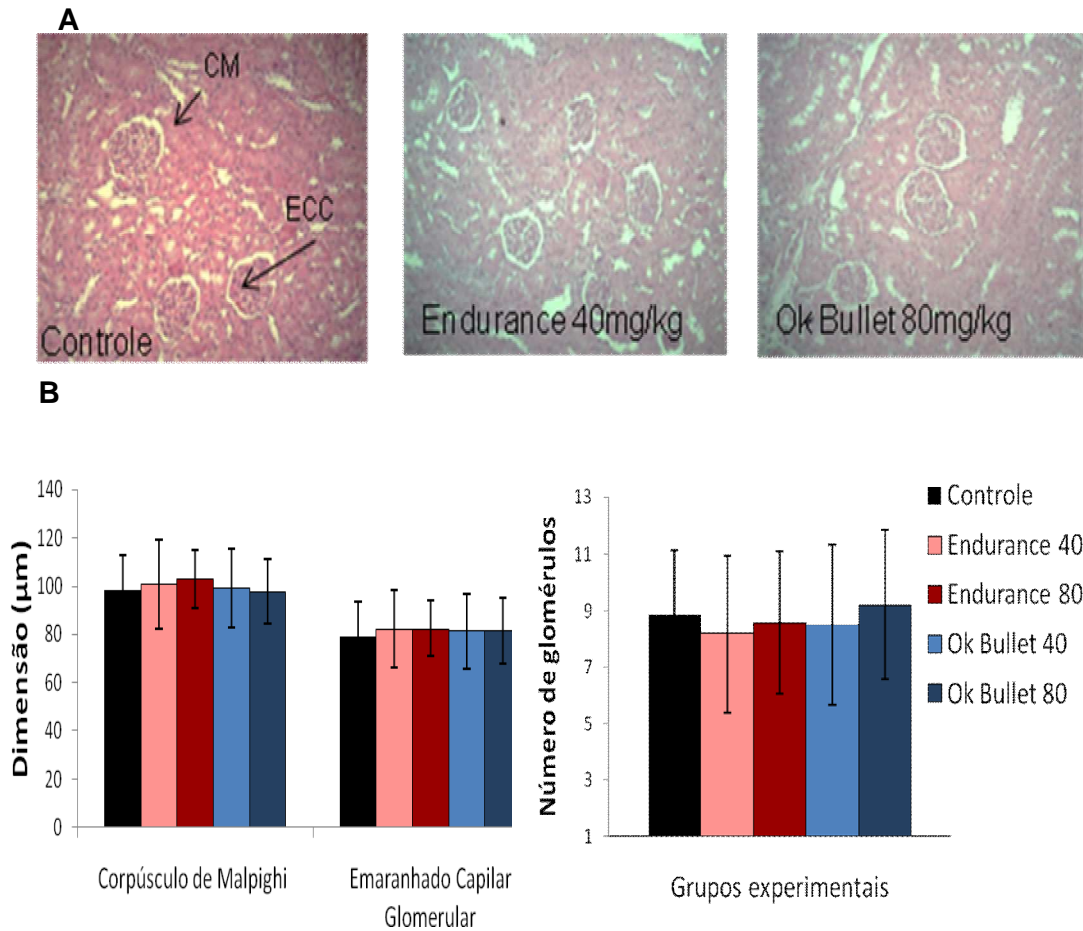 A
CM
ECC
Controle
Endurance 40mg/kg
Ok Bullet 80mg/kg
B
Dimensão (µm)
140
120
100
80
60
40
20
0
Corpúsculo de Malpighi
Emaranhado Capilar
Glomerular
Número de glomérulos
13
11
9
7
5
3
1
Grupos experimentais
Controle
Endurance 40
Endurance 80
Ok Bullet 40
Ok Bullet 80